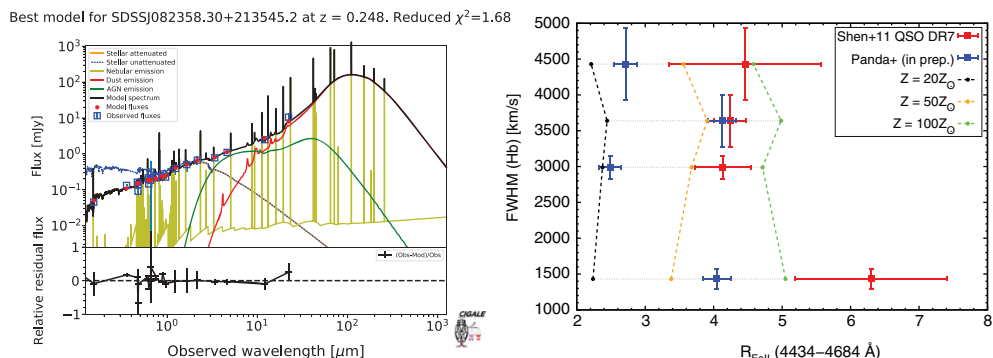 Best model for SDSSJ082358.30+213545.2 at z = 0.248. Reduced χ²=1.68
10³
10²
10¹
10⁰
10⁻¹
10⁻²
Flux [mJy]
Stellar attenuated
Stellar unattenuated
Nebular emission
Dust emission
AGN emission
Model spectrum
Model fluxes
Observed fluxes
1
0
−1
Relative residual flux
(Obs-Mod)/Obs
10⁰ 10¹ 10² 10³
Observed wavelength [μm]
CIGALE
5000
4500
4000
3500
3000
2500
2000
1500
1000
FWHM (Hb) [km/s]
Shen+11 QSO DR7
Panda+ (in prep.)
Z = 20Z⊙
Z = 50Z⊙
Z = 100Z⊙
2 3 4 5 6 7 8
R_FeII (4434−4684 Å)